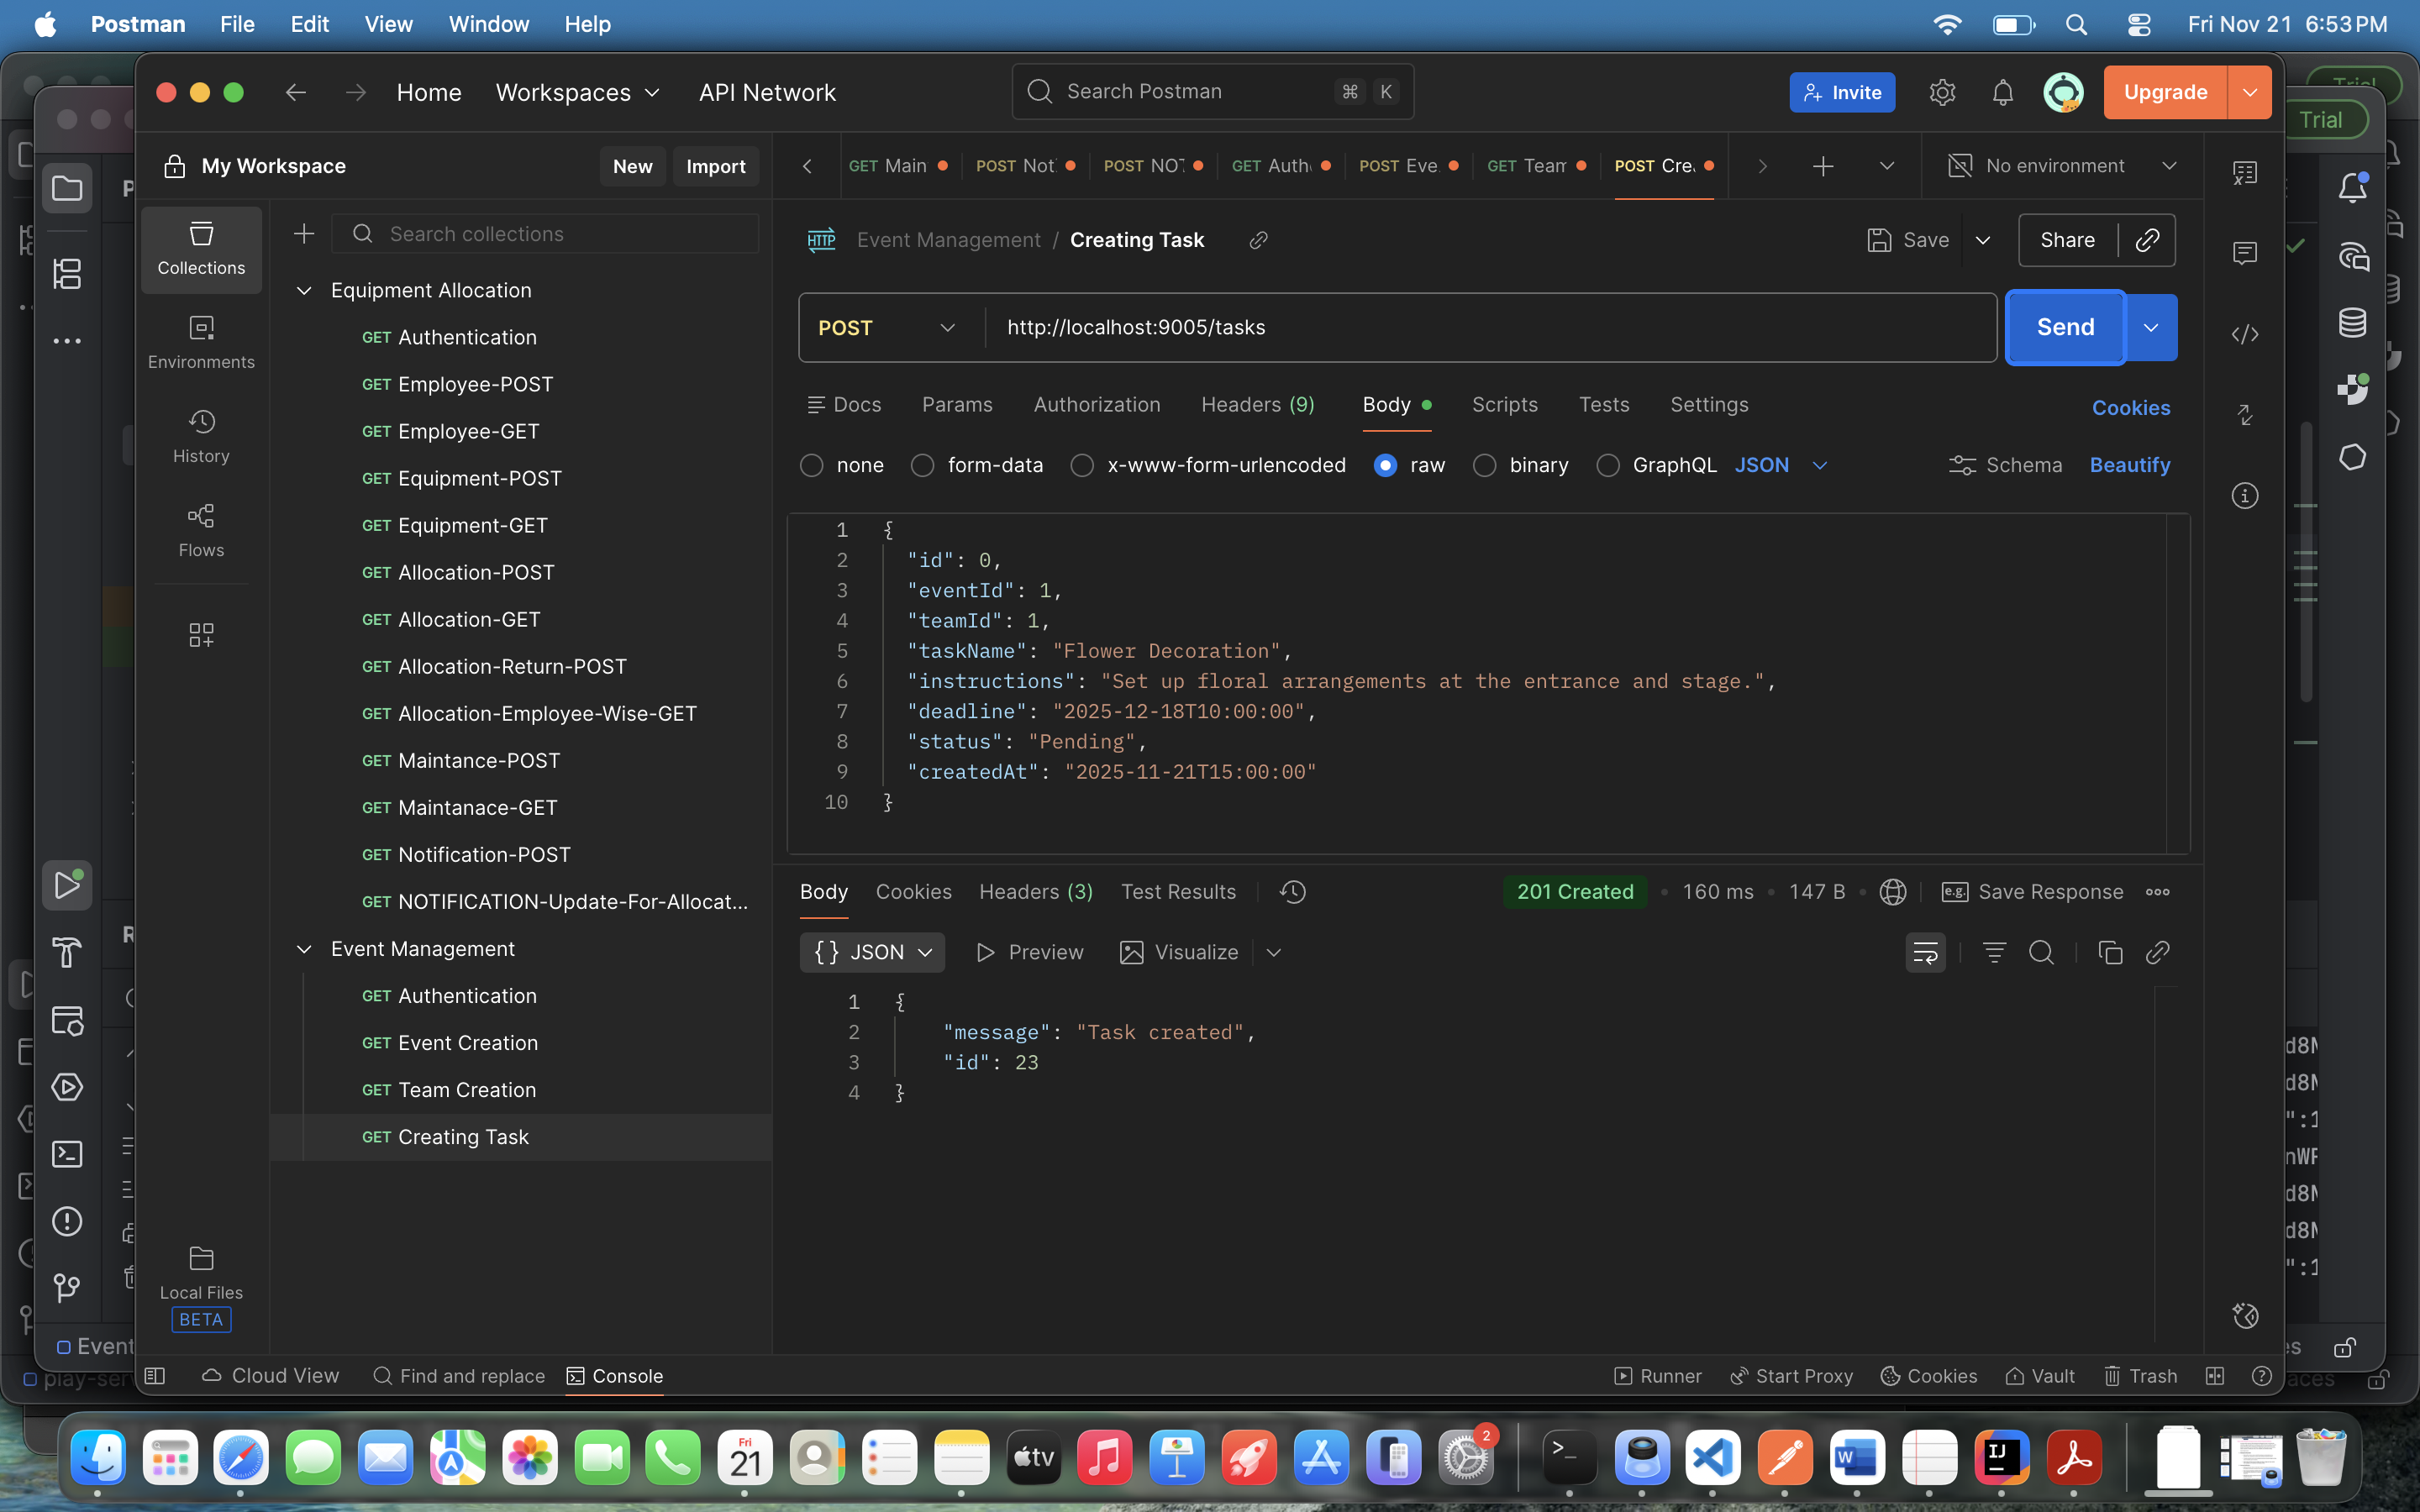 Postman File Edit View Window Help
Fri Nov 21 6:53 PM
Home Workspaces API Network
Search Postman ⌘ K
Invite
Upgrade
Trial
My Workspace New Import
GET Main POST Not POST NOT GET Auth POST Eve GET Team POST Cre
No environment
Collections
Environments
History
Flows
Local Files
BETA
Search collections
Equipment Allocation
GET Authentication
GET Employee-POST
GET Employee-GET
GET Equipment-POST
GET Equipment-GET
GET Allocation-POST
GET Allocation-GET
GET Allocation-Return-POST
GET Allocation-Employee-Wise-GET
GET Maintance-POST
GET Maintanace-GET
GET Notification-POST
GET NOTIFICATION-Update-For-Allocat...
Event Management
GET Authentication
GET Event Creation
GET Team Creation
GET Creating Task
HTTP Event Management / Creating Task
Save Share
POST http://localhost:9005/tasks Send
Docs Params Authorization Headers (9) Body Scripts Tests Settings Cookies
none form-data x-www-form-urlencoded raw binary GraphQL JSON Schema Beautify
1 {
2 "id": 0,
3 "eventId": 1,
4 "teamId": 1,
5 "taskName": "Flower Decoration",
6 "instructions": "Set up floral arrangements at the entrance and stage.",
7 "deadline": "2025-12-18T10:00:00",
8 "status": "Pending",
9 "createdAt": "2025-11-21T15:00:00"
10 }
Body Cookies Headers (3) Test Results
201 Created • 160 ms • 147 B
e.g. Save Response
{} JSON Preview Visualize
1 {
2 "message": "Task created",
3 "id": 23
4 }
Event
play-ser
Cloud View Find and replace Console
Runner Start Proxy Cookies Vault Trash
Fri
21
tv
2
IJ